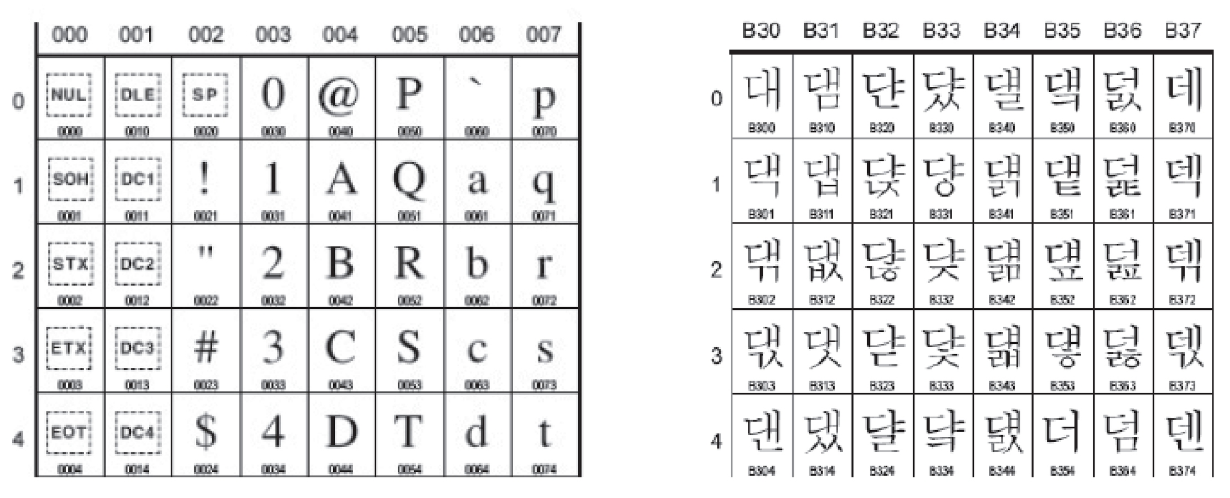 000 001 002 003 004 005 006 007
0 NUL DLE SP 0 @ P ` p
0000 0010 0020 0030 0040 0050 0060 0070
1 SOH DC1 ! 1 A Q a q
0001 0011 0021 0031 0041 0051 0061 0071
2 STX DC2 " 2 B R b r
0002 0012 0022 0032 0042 0052 0062 0072
3 ETX DC3 # 3 C S c s
0003 0013 0023 0033 0043 0053 0063 0073
4 EOT DC4 $ 4 D T d t
0004 0014 0024 0034 0044 0054 0064 0074
B30 B31 B32 B33 B34 B35 B36 B37
0 대 댐 댠 댰 덀 덐 덠 데
B300 B310 B320 B330 B340 B350 B360 B370
1 댁 댑 댡 댱 덁 덑 덡 덱
B301 B311 B321 B331 B341 B351 B361 B371
2 댂 댒 댢 댲 덂 덒 덢 덲
B302 B312 B322 B332 B342 B352 B362 B372
3 댃 댓 댣 댳 덃 덓 덣 덳
B303 B313 B323 B333 B343 B353 B363 B373
4 댄 댔 댤 댴 덄 더 덤 덴
B304 B314 B324 B334 B344 B354 B364 B374